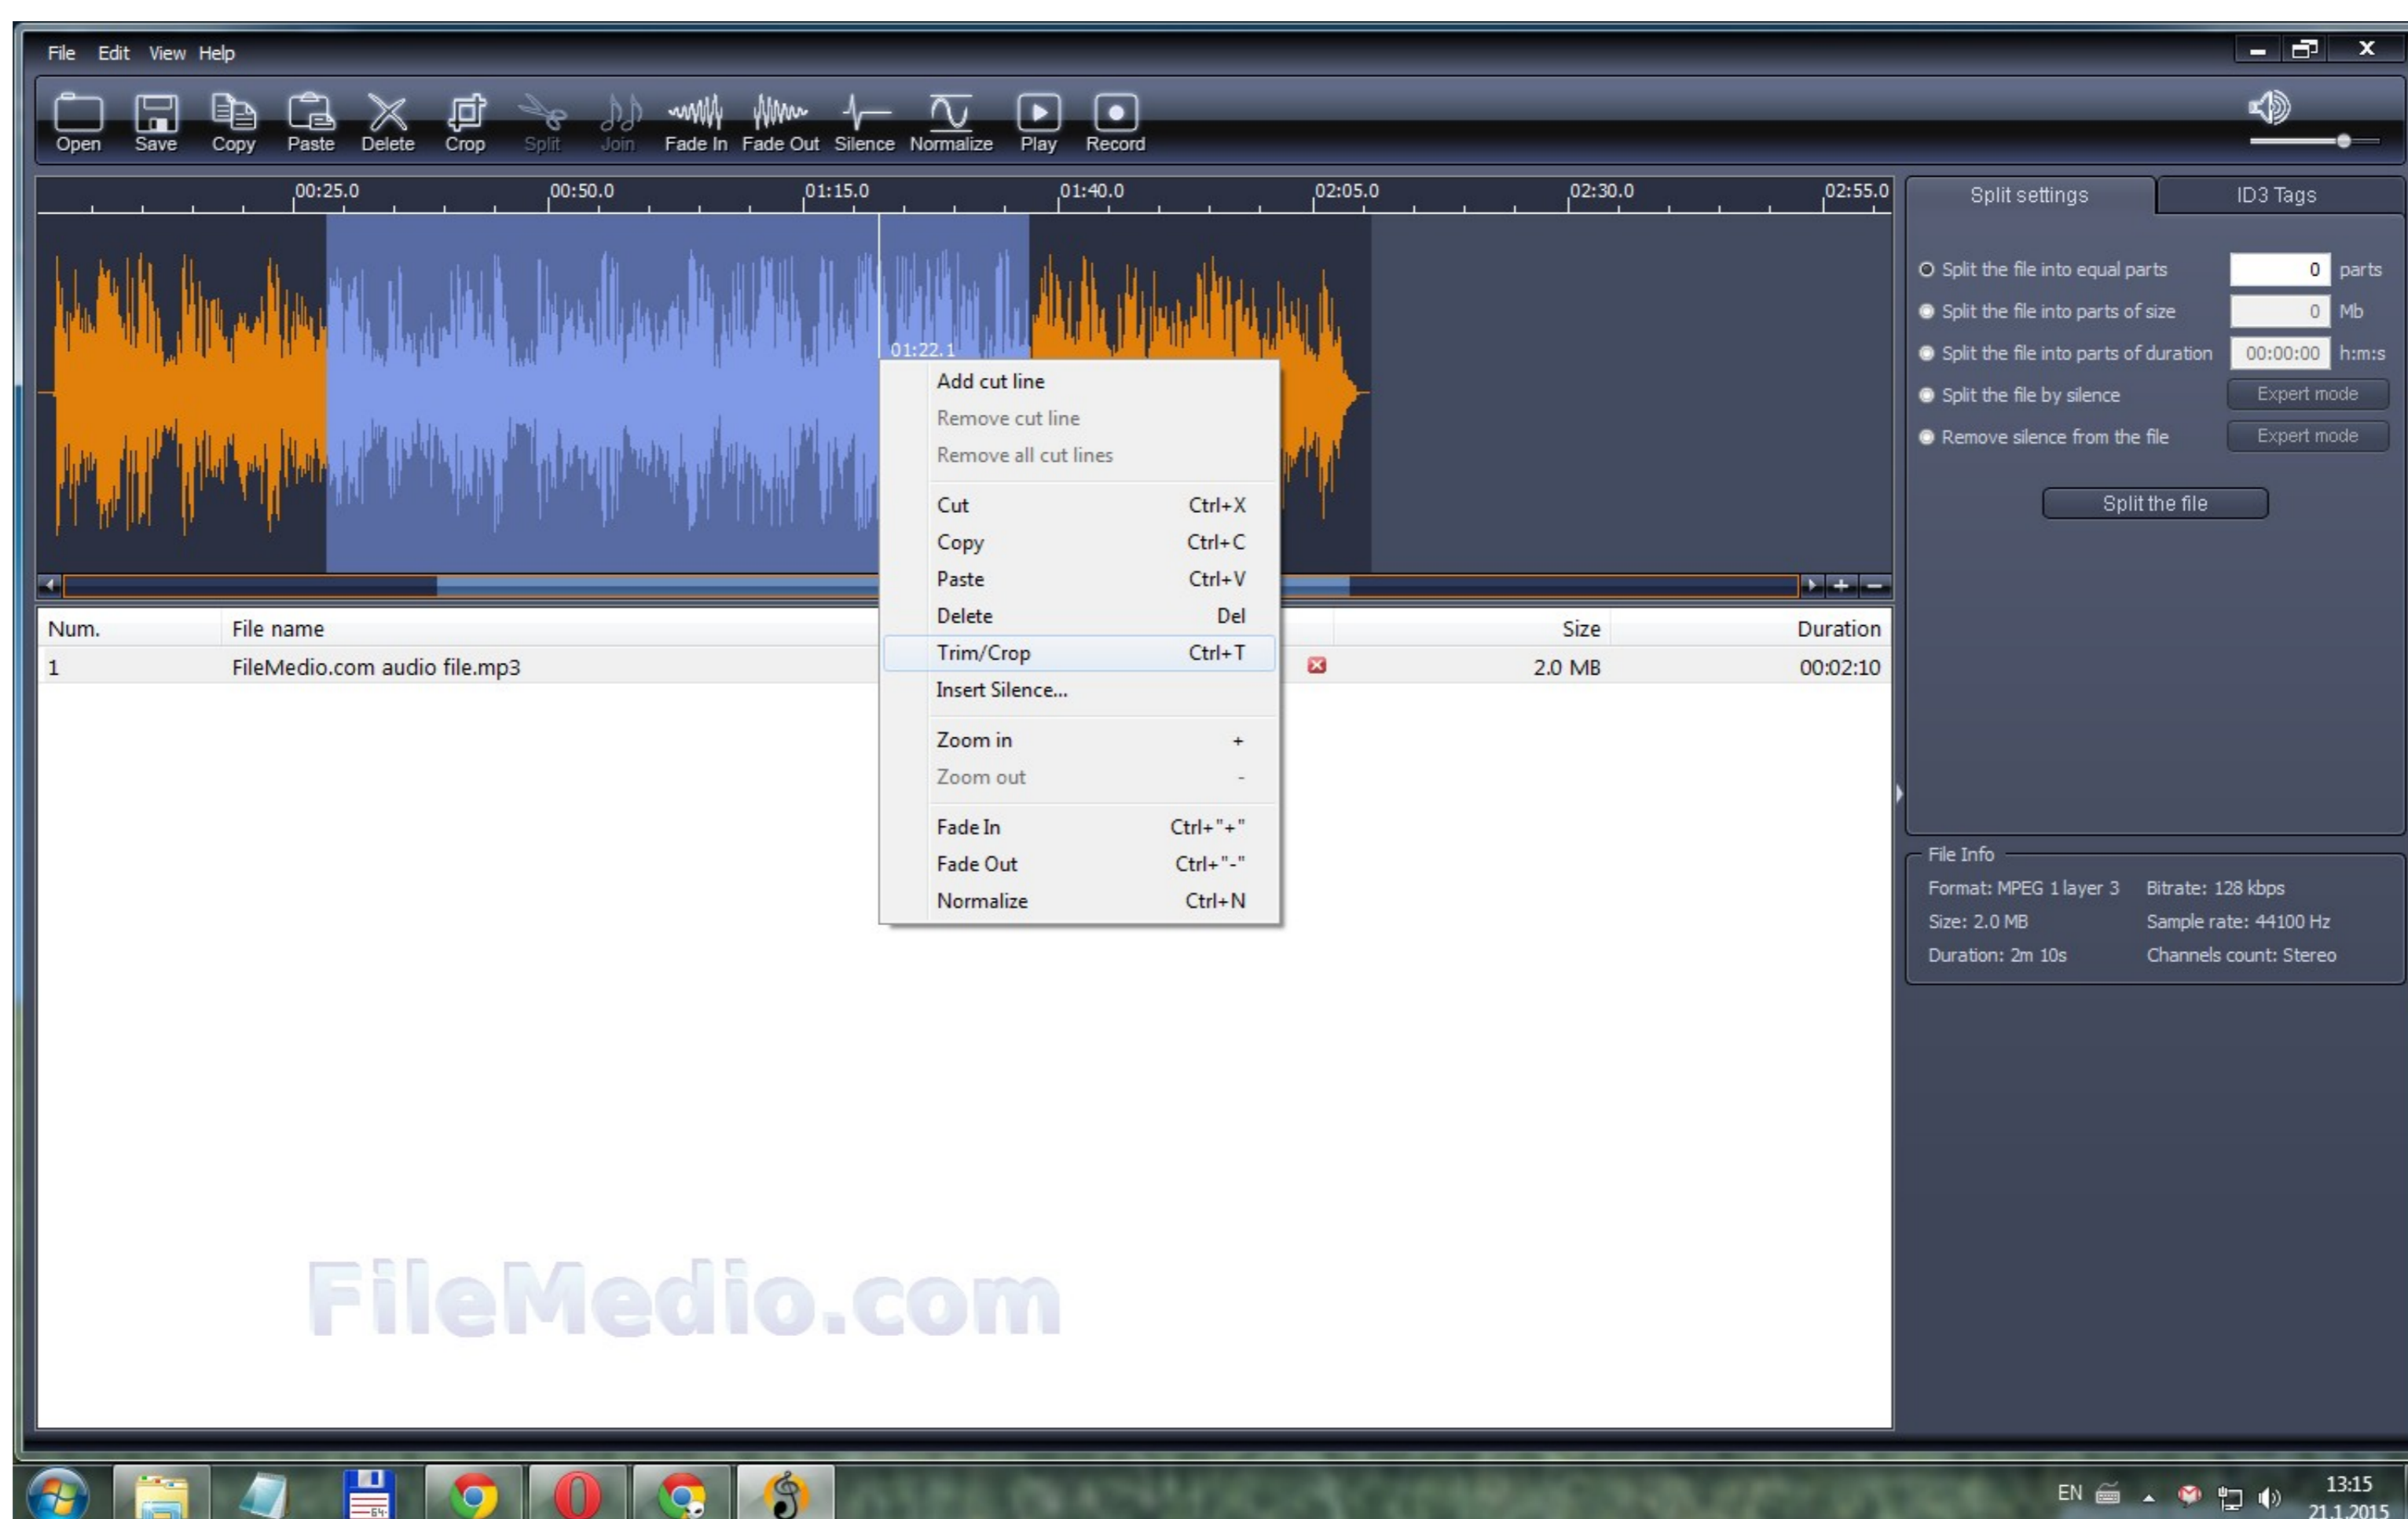 File Edit View Help
Open Save Copy Paste Delete Crop Split Join Fade In Fade Out Silence Normalize Play Record
00:25.0 00:50.0 01:15.0 01:40.0 02:05.0 02:30.0 02:55.0
01:22.1
Add cut line
Remove cut line
Remove all cut lines
Cut Ctrl+X
Copy Ctrl+C
Paste Ctrl+V
Delete Del
Trim/Crop Ctrl+T
Insert Silence...
Zoom in +
Zoom out -
Fade In Ctrl+"+"
Fade Out Ctrl+"-"
Normalize Ctrl+N
Num. File name Size Duration
1 FileMedio.com audio file.mp3 2.0 MB 00:02:10
Split settings ID3 Tags
Split the file into equal parts 0 parts
Split the file into parts of size 0 Mb
Split the file into parts of duration 00:00:00 h:m:s
Split the file by silence Expert mode
Remove silence from the file Expert mode
Split the file
File Info
Format: MPEG 1 layer 3 Bitrate: 128 kbps
Size: 2.0 MB Sample rate: 44100 Hz
Duration: 2m 10s Channels count: Stereo
FileMedio.com
64
EN 13:15
21.1.2015